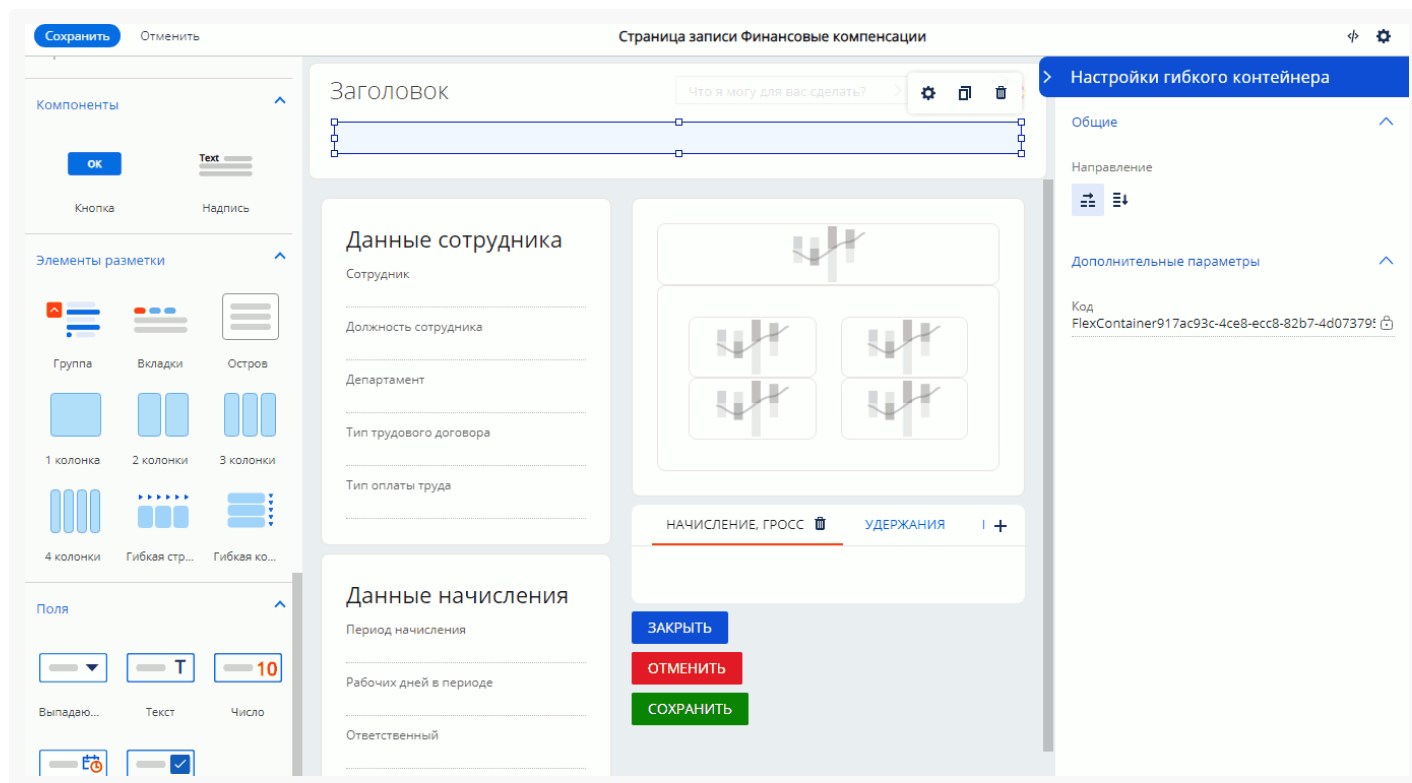 Сохранить Отменить Страница записи Финансовые компенсации
Компоненты
OK
Text
Кнопка Надпись
Элементы разметки
Группа Вкладки Остров
1 колонка 2 колонки 3 колонки
4 колонки Гибкая стр... Гибкая ко...
Поля
T 10
Выпадаю... Текст Число
Заголовок
Что я могу для вас сделать? >
Данные сотрудника
Сотрудник
Должность сотрудника
Департамент
Тип трудового договора
Тип оплаты труда
Данные начисления
Период начисления
Рабочих дней в периоде
Ответственный
НАЧИСЛЕНИЕ, ГРОСС УДЕРЖАНИЯ
ЗАКРЫТЬ
ОТМЕНИТЬ
СОХРАНИТЬ
Настройки гибкого контейнера
Общие
Направление
Дополнительные параметры
Код
FlexContainer917ac93c-4ce8-ecc8-82b7-4d07379